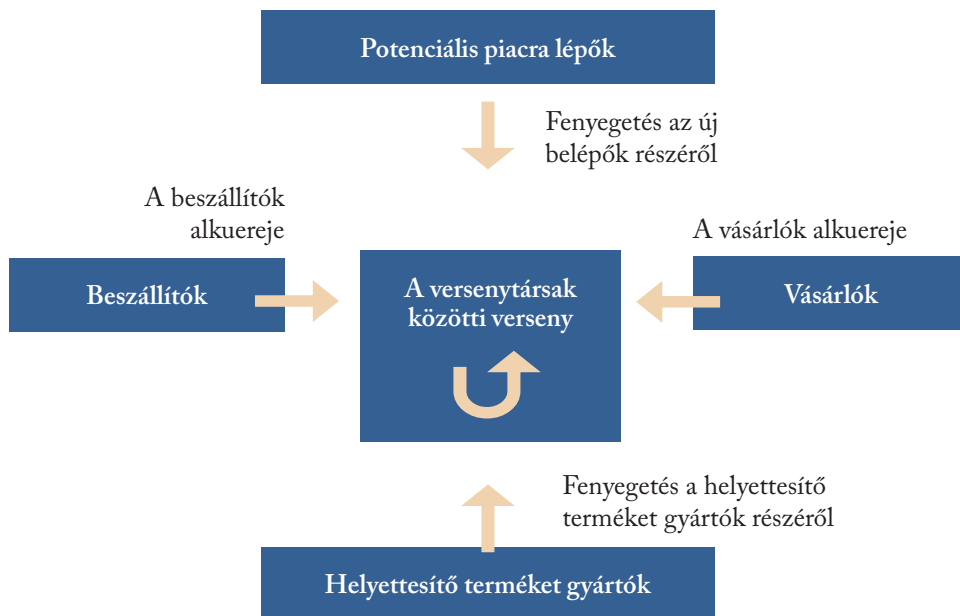 Potenciális piacra lépők
Fenyegetés az új
belépők részéről
A beszállítók
alkuereje
A vásárlók alkuereje
Beszállítók
A versenytársak
közötti verseny
Vásárlók
Fenyegetés a helyettesítő
terméket gyártók részéről
Helyettesítő terméket gyártók